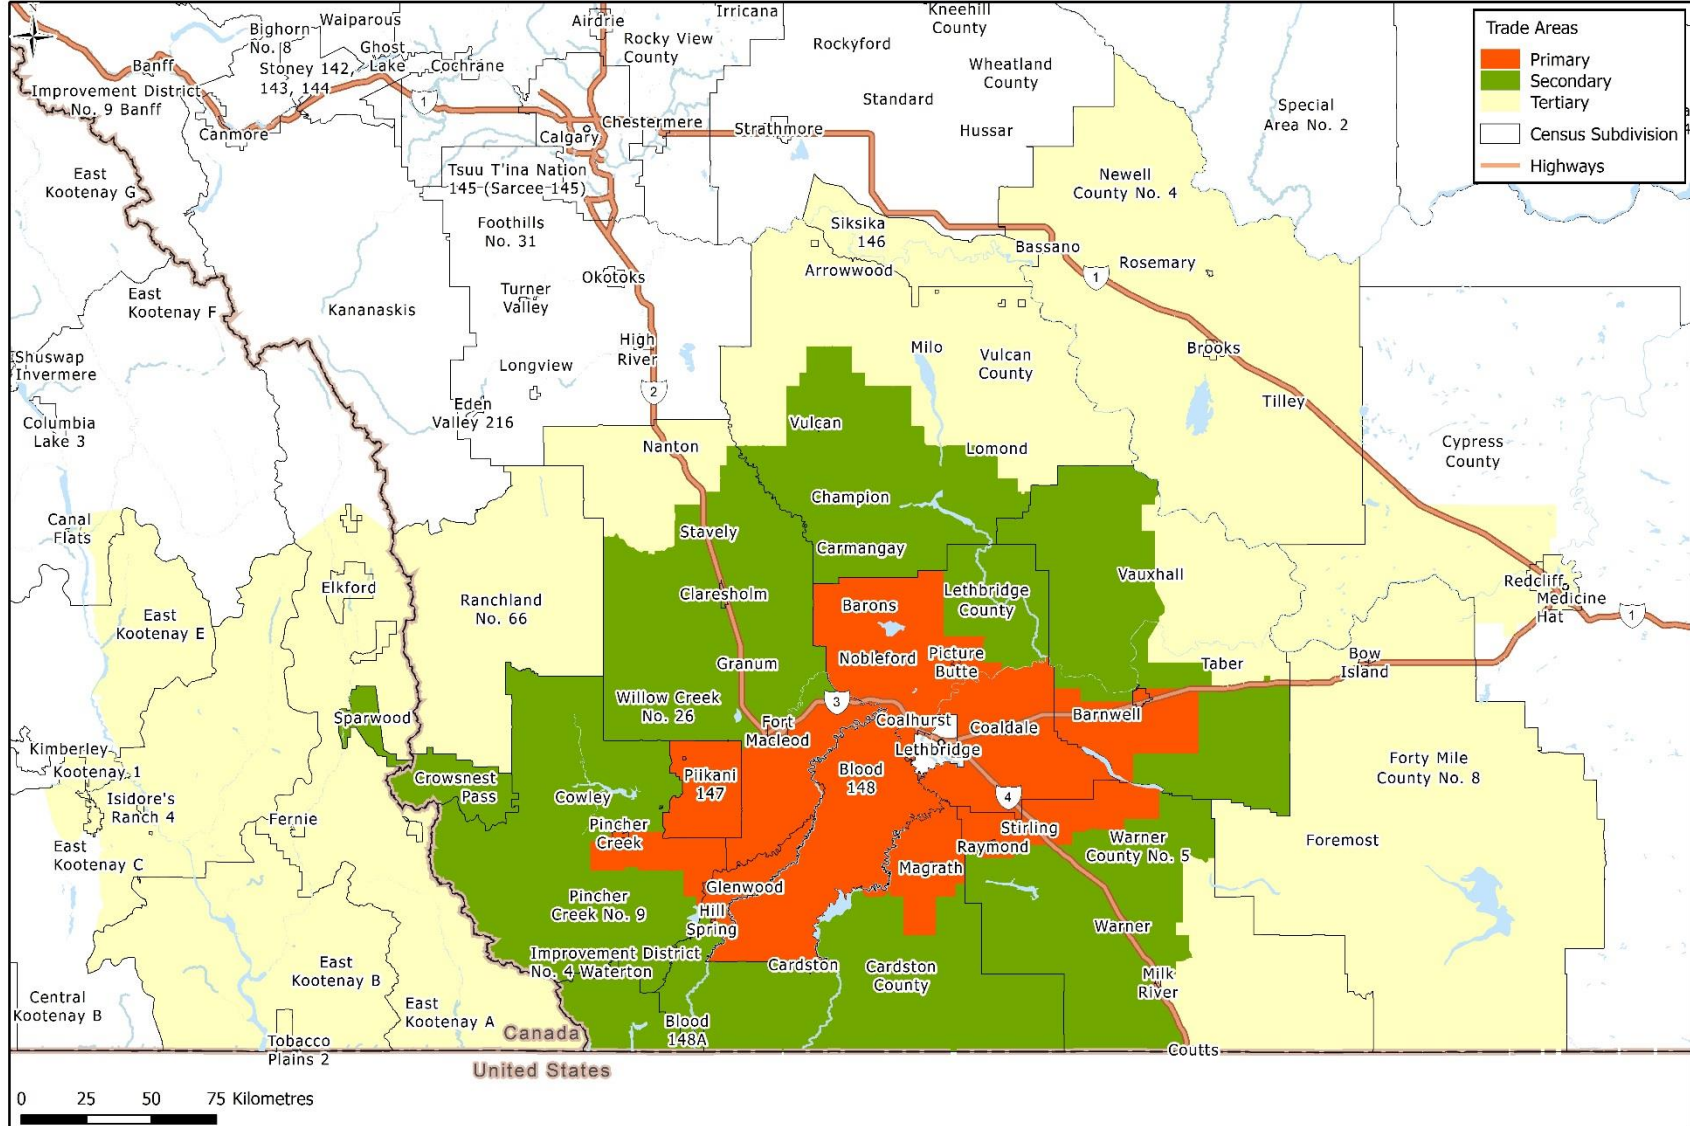 Trade Areas
Primary
Secondary
Tertiary
Census Subdivision
Highways
N
Irricana
Kneehill
County
Waiparous
Airdrie
Bighorn
No. 8
Ghost
Lake
Rocky View
County
Rockyford
Stoney 142,
143, 144
Banff
Cochrane
Wheatland
County
Improvement District
No. 9 Banff
1
Standard
Special
Area No. 2
Canmore
Calgary
Chestermere
Strathmore
Hussar
East
Kootenay G
Tsuu T'ina Nation
145 (Sarcee 145)
Newell
County No. 4
Foothills
No. 31
Siksika
146
Bassano
Rosemary
Okotoks
Arrowwood
1
East
Kootenay F
Turner
Valley
Kananaskis
High
River
Milo
Vulcan
County
Brooks
Shuswap
Invermere
Longview
2
Eden
Valley 216
Tilley
Columbia
Lake 3
Vulcan
Nanton
Lomond
Cypress
County
Champion
Canal
Flats
Stavely
Carmangay
Elkford
Claresholm
Vauxhall
Redcliff
Medicine
Hat
1
Ranchland
No. 66
Barons
Lethbridge
County
East
Kootenay E
Granum
Nobleford
Picture
Butte
Bow
Island
Taber
Willow Creek
No. 26
3
Sparwood
Fort
Macleod
Coalhurst
Coaldale
Barnwell
Kimberley
Kootenay 1
Lethbridge
Crowsnest
Pass
Piikani
147
Blood
148
Forty Mile
County No. 8
Isidore's
Ranch 4
Cowley
4
Fernie
Pincher
Creek
Stirling
Raymond
Warner
County No. 5
Foremost
East
Kootenay C
Magrath
Glenwood
Pincher
Creek No. 9
Hill
Spring
Warner
Improvement District
No. 4 Waterton
Cardston
Cardston
County
East
Kootenay B
Milk
River
Central
Kootenay B
East
Kootenay A
Blood
148A
Canada
Tobacco
Plains 2
Coutts
United States
0 25 50 75 Kilometres